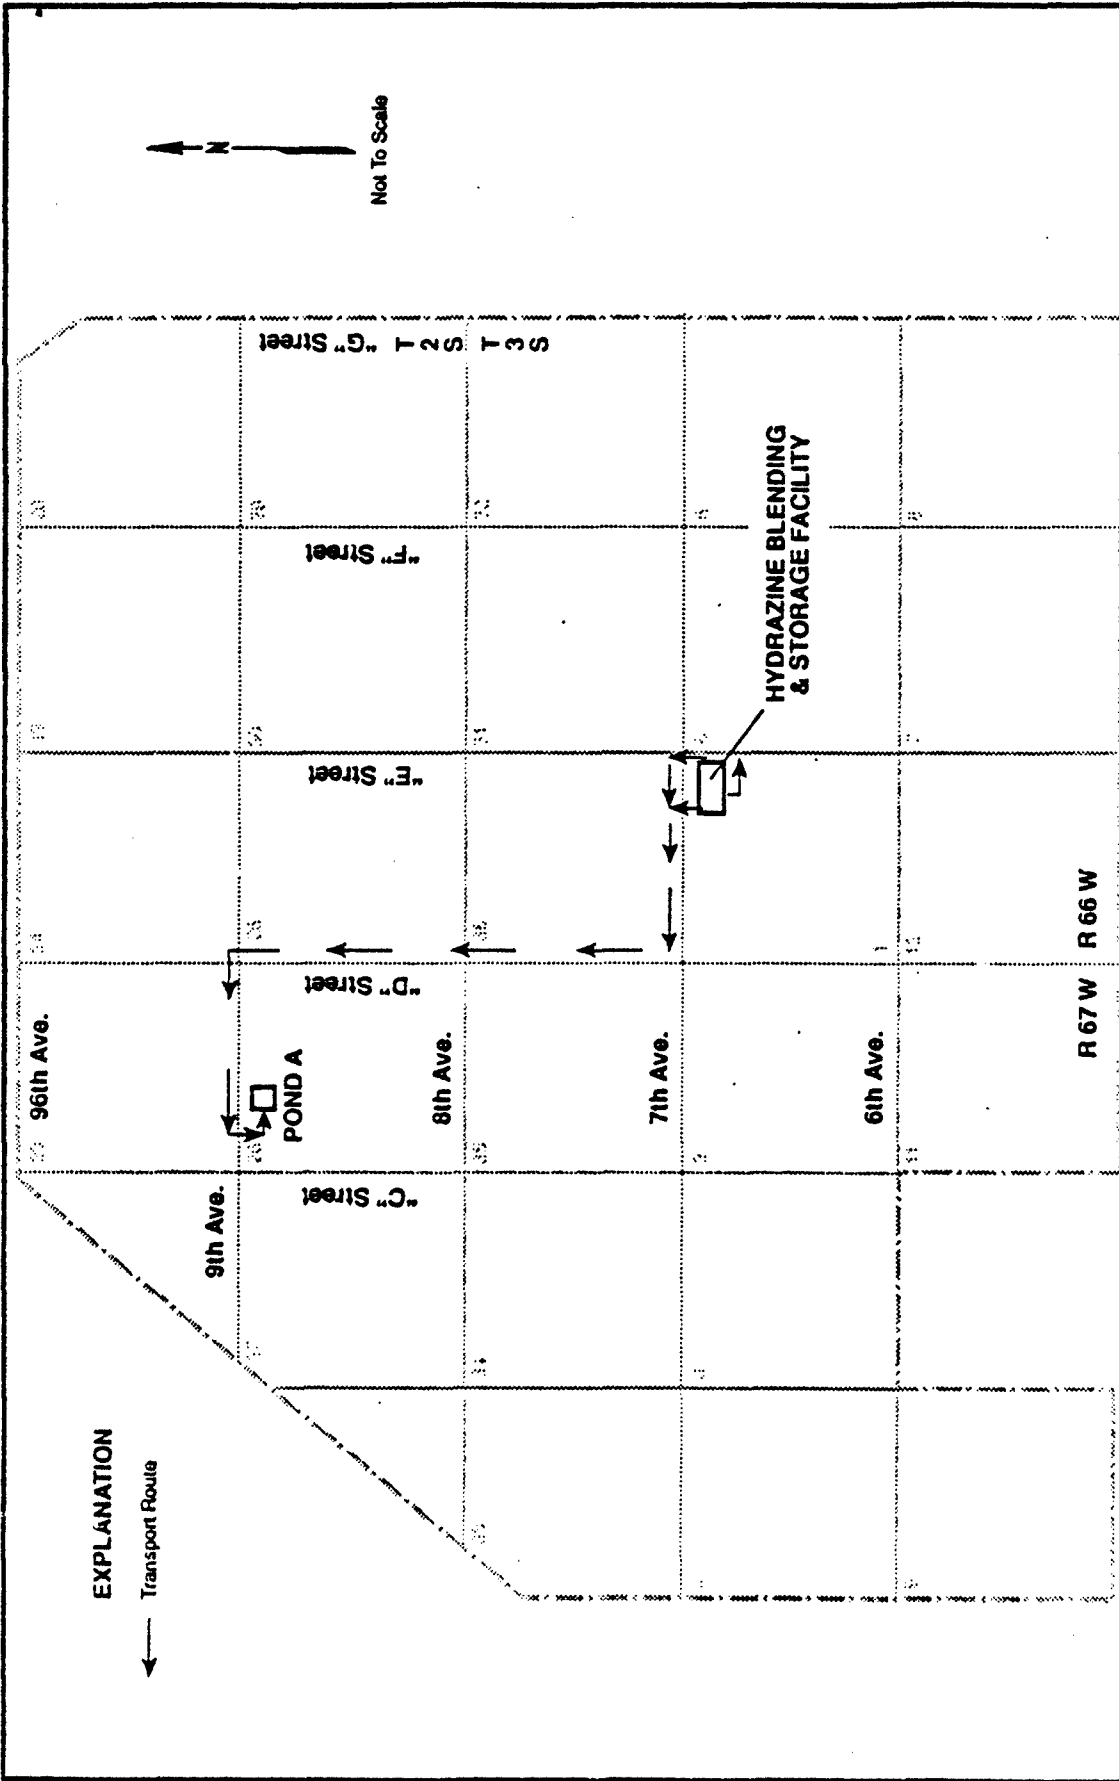 EXPLANATION
Transport Route
N
Not To Scale
96th Ave.
9th Ave.
8th Ave.
7th Ave.
6th Ave.
"C" Street
"D" Street
"E" Street
"F" Street
"G" Street
T
2
S
T
3
S
POND A
HYDRAZINE BLENDING
& STORAGE FACILITY
R 67 W
R 66 W